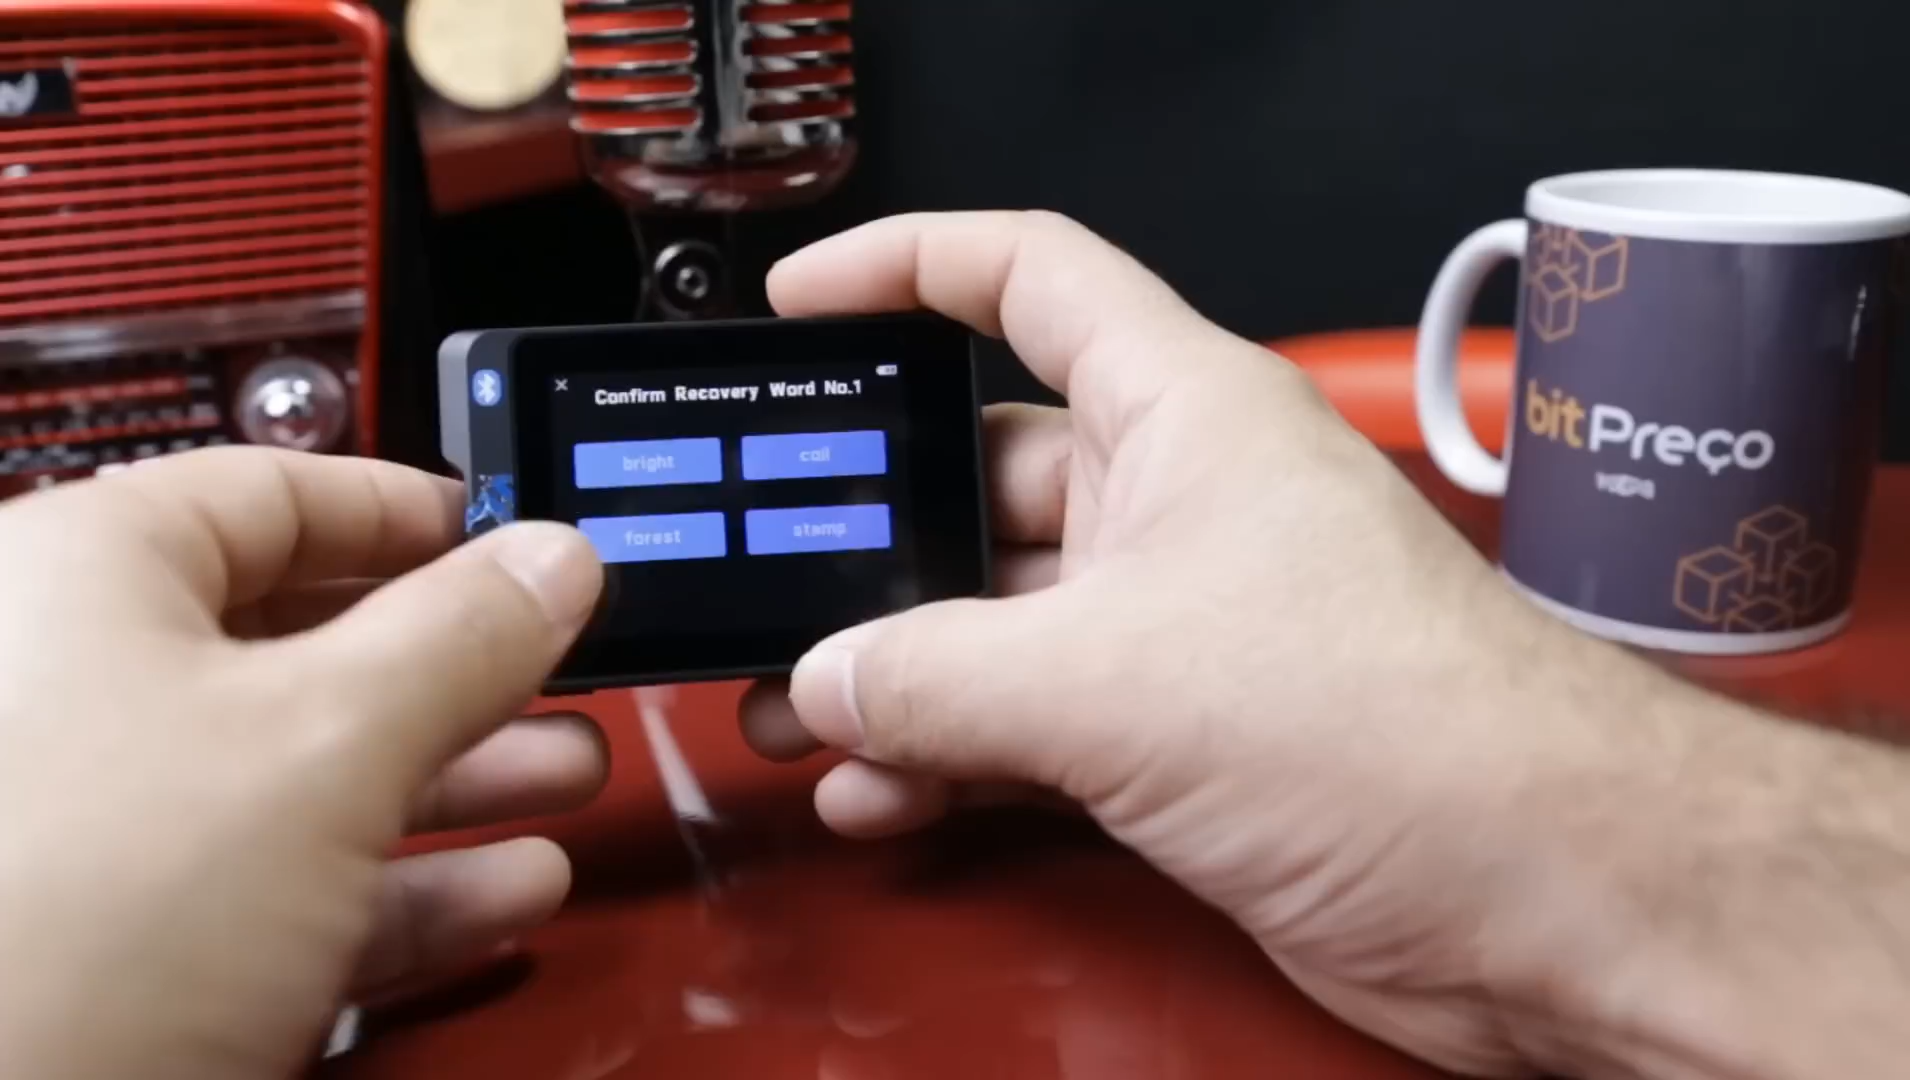 Confirm Recovery Word No.1
bright
call
forest
stamp
bitPreço